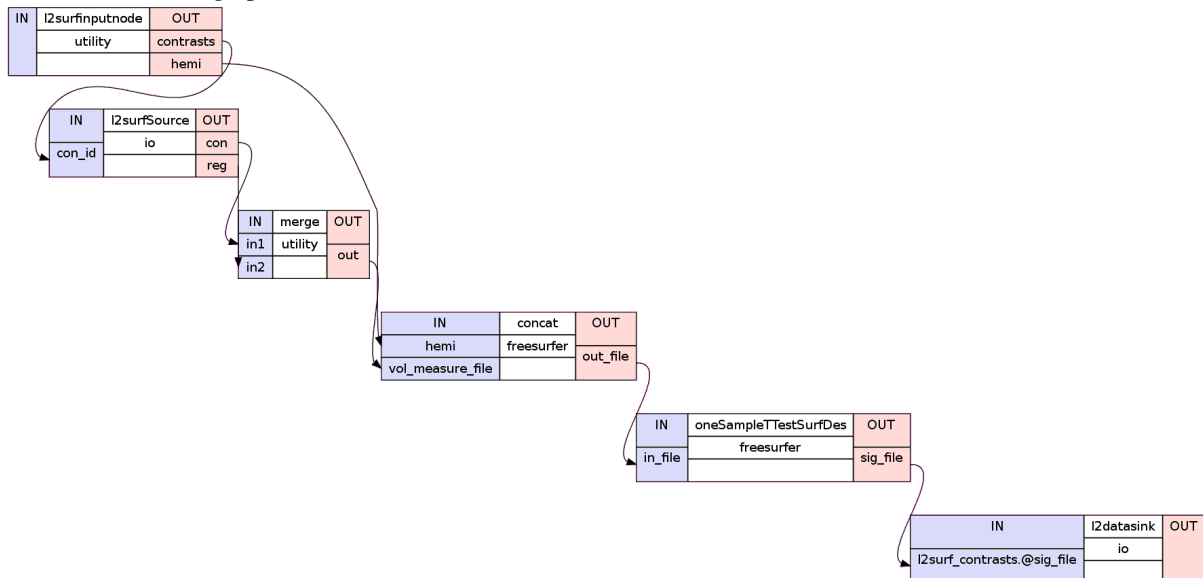 IN l2surfinputnode OUT
utility contrasts
hemi
IN l2surfSource OUT
con_id io con
reg
IN merge OUT
in1 utility out
in2
IN concat OUT
hemi freesurfer out_file
vol_measure_file
IN oneSampleTTestSurfDes OUT
in_file freesurfer sig_file
IN l2datasink OUT
l2surf_contrasts.@sig_file io